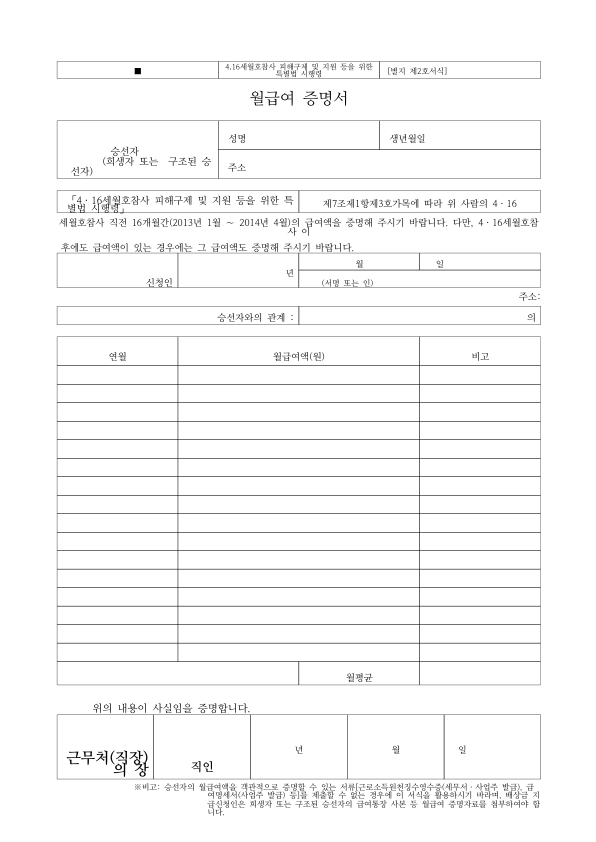 ■ 4.16세월호참사 피해구제 및 지원 등을 위한 [별지 제2호서식]
특별법 시행령
월급여 증명서
성명 생년월일
승선자
(희생자 또는 구조된 승
선자)
주소
「4ㆍ16세월호참사 피해구제 및 지원 등을 위한 특
별법 시행령」
제7조제1항제3호가목에 따라 위 사람의 4ㆍ16
세월호참사 직전 16개월간(2013년 1월 ~ 2014년 4월)의 급여액을 증명해 주시기 바랍니다. 다만, 4ㆍ16세월호참
사 이
후에도 급여액이 있는 경우에는 그 급여액도 증명해 주시기 바랍니다.
년 월 일
신청인 (서명 또는 인)
주소:
승선자와의 관계 : 의
연월 월급여액(원) 비고
월평균
위의 내용이 사실임을 증명합니다.
근무처(직장)
의 장
직인
년 월 일
※비고: 승선자의 월급여액을 객관적으로 증명할 수 있는 서류[근로소득원천징수영수증(세무서ㆍ사업주 발급), 급
여명세서(사업주 발급) 등]를 제출할 수 없는 경우에 이 서식을 활용하시기 바라며, 배상금 지
급신청인은 희생자 또는 구조된 승선자의 급여통장 사본 등 월급여 증명자료를 첨부하여야 합
니다.